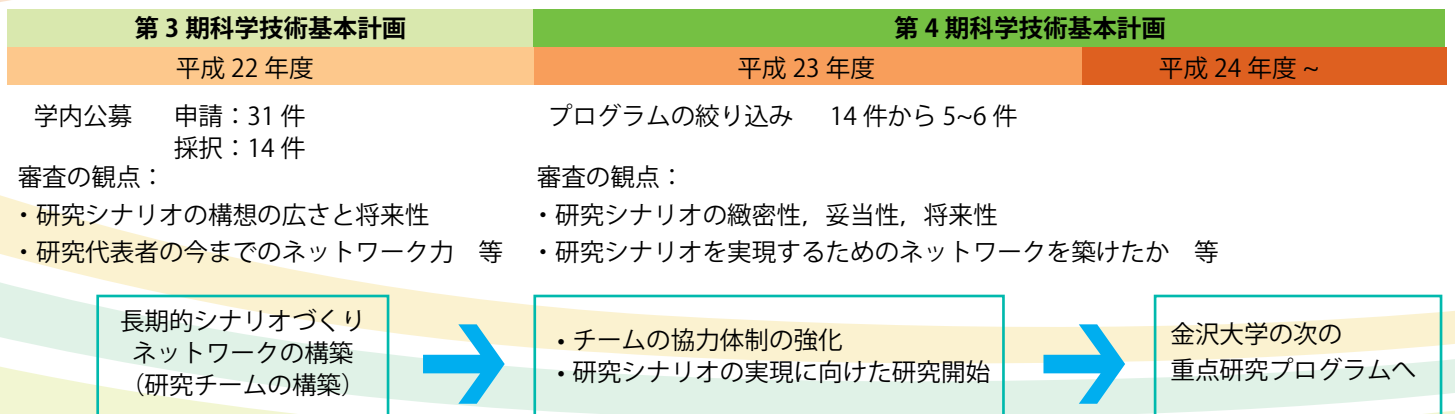 第 3 期科学技術基本計画
第 4 期科学技術基本計画
平成 22 年度
平成 23 年度
平成 24 年度 ~
学内公募 申請:31 件
採択:14 件
審査の観点:
・研究シナリオの構想の広さと将来性
・研究代表者の今までのネットワーク力 等
プログラムの絞り込み 14 件から 5~6 件
審査の観点:
・研究シナリオの緻密性,妥当性,将来性
・研究シナリオを実現するためのネットワークを築けたか 等
長期的シナリオづくり
ネットワークの構築
(研究チームの構築)
・チームの協力体制の強化
・研究シナリオの実現に向けた研究開始
金沢大学の次の
重点研究プログラムへ